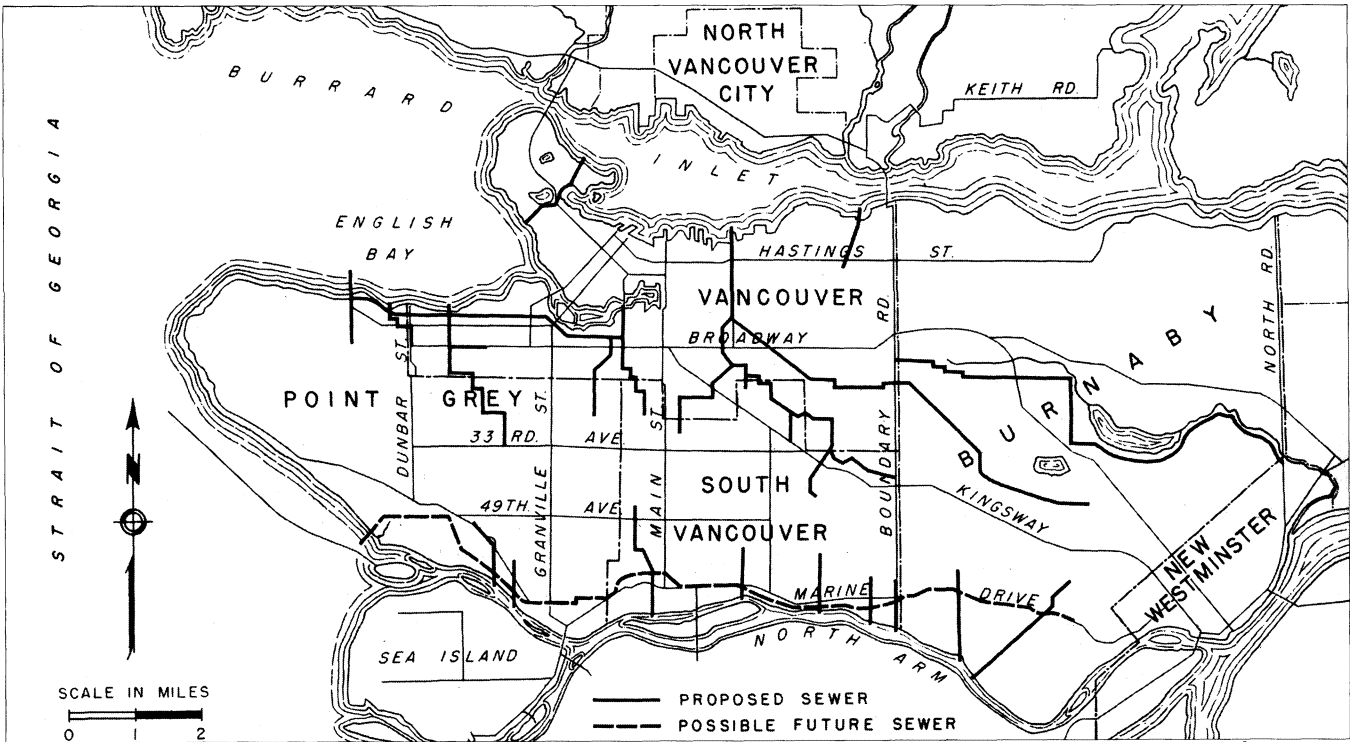 NORTH
VANCOUVER
CITY
BURRARD
KEITH RD.
INLET
STRAIT OF GEORGIA
ENGLISH
BAY
HASTINGS ST.
NORTH RD.
VANCOUVER
BOUNDARY RD.
BROADWAY
BURNABY
DUNBAR ST.
POINT GREY
GRANVILLE ST.
MAIN ST.
33 RD. AVE.
N
SOUTH
VANCOUVER
49TH. AVE.
KINGSWAY
NEW
WESTMINSTER
MARINE DRIVE
NORTH ARM
SEA ISLAND
SCALE IN MILES
0 1 2
PROPOSED SEWER
POSSIBLE FUTURE SEWER